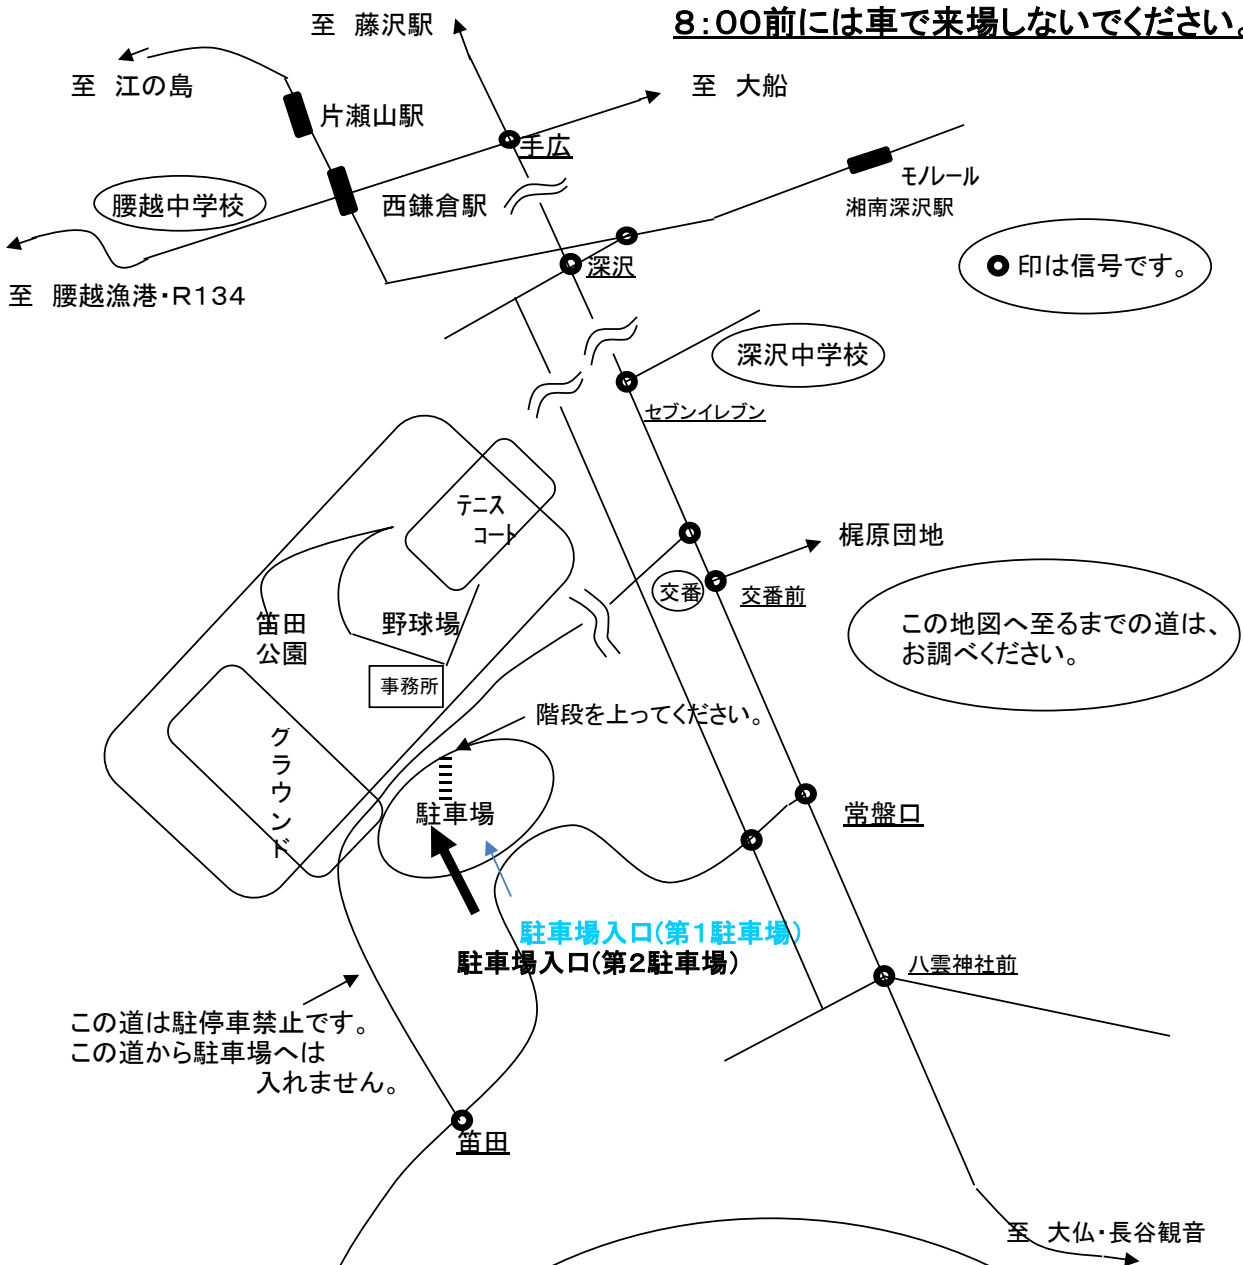 8:00前には車で来場しないでください。
至 藤沢駅
至 江の島
至 大船
片瀬山駅
手広
モノレール
湘南深沢駅
腰越中学校
西鎌倉駅
深沢
印は信号です。
至 腰越漁港・R134
深沢中学校
セブンイレブン
テニス
コート
梶原団地
交番
交番前
笛田
公園
野球場
この地図へ至るまでの道は、
お調べください。
事務所
階段を上ってください。
グラウンド
駐車場
常盤口
駐車場入口(第1駐車場)
駐車場入口(第2駐車場)
八雲神社前
この道は駐停車禁止です。
この道から駐車場へは
入れません。
笛田
至 大仏・長谷観音